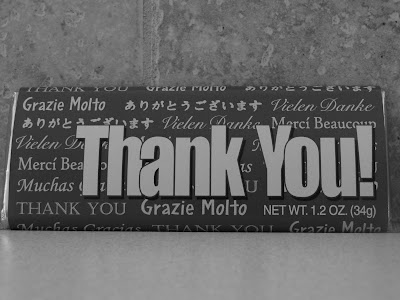 THANK YOU Grazie Molto ありがとうございます
Grazie Molto ありがとうございます Vielen Danke
ありがとうございます Vielen Danke Merci Beaucoup
Vielen Danke
Merci Beaucoup
Thank You!
Muchas
THANK YOU Grazie Molto NET WT. 1.2 OZ. (34g)
Muchas Gracias THANK YOU Grazie Molto